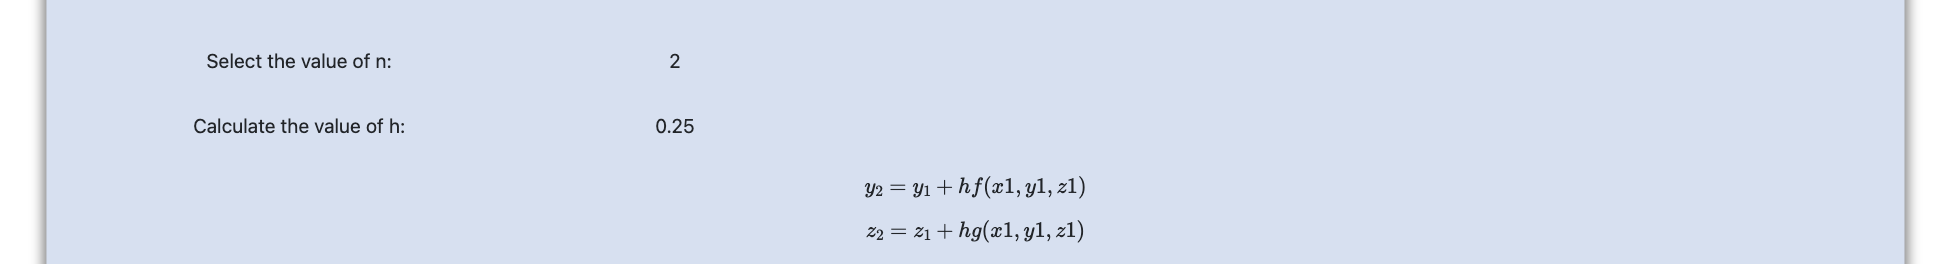 Select the value of n: 2
Calculate the value of h: 0.25
y₂ = y₁ + hf(x1, y1, z1)
z₂ = z₁ + hg(x1, y1, z1)